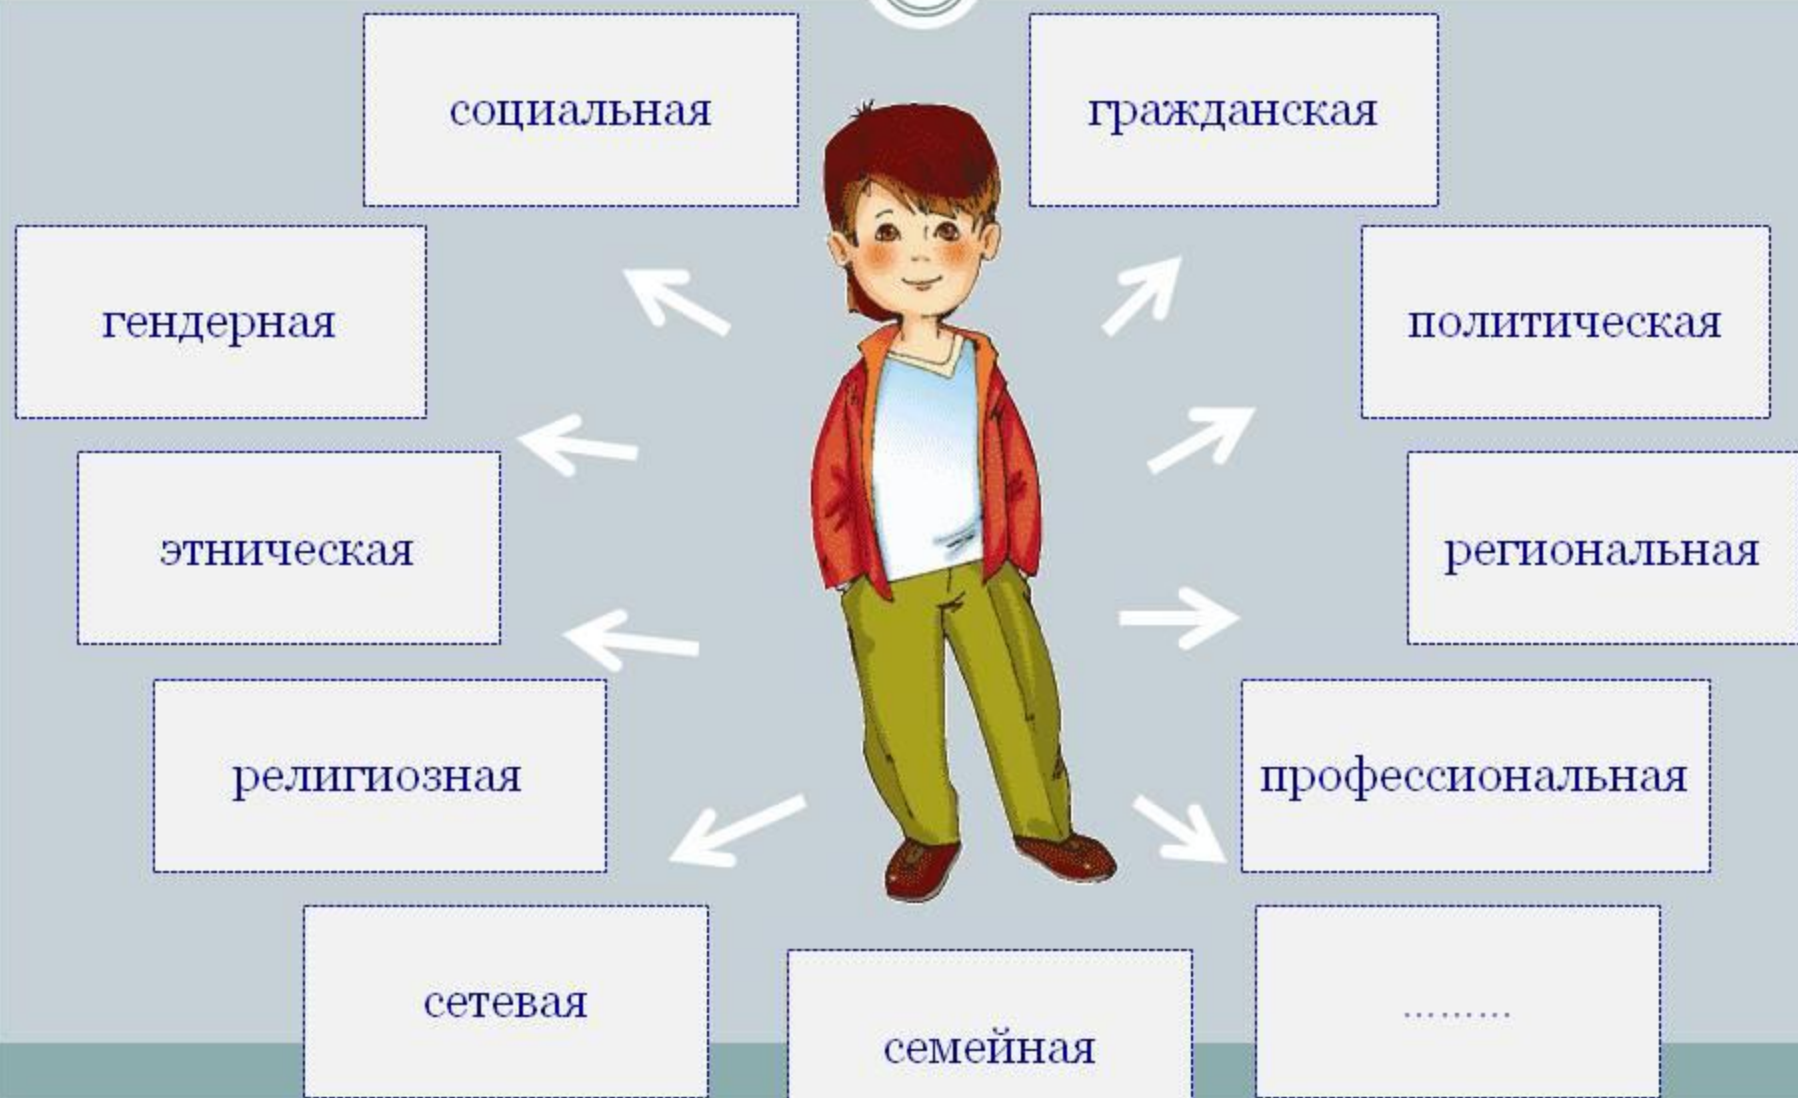 социальная
гражданская
гендерная
политическая
этническая
региональная
религиозная
профессиональная
сетевая
семейная
.........